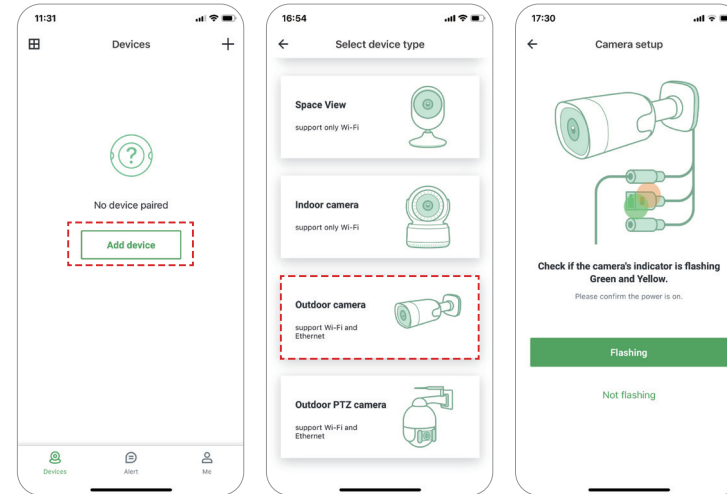 11:31
Devices
?
No device paired
Add device
Devices
Alert
Me
16:54
Select device type
Space View
support only Wi-Fi
Indoor camera
support only Wi-Fi
Outdoor camera
support Wi-Fi and
Ethernet
Outdoor PTZ camera
support Wi-Fi and
Ethernet
17:30
Camera setup
Check if the camera's indicator is flashing
Green and Yellow.
Please confirm the power is on.
Flashing
Not flashing